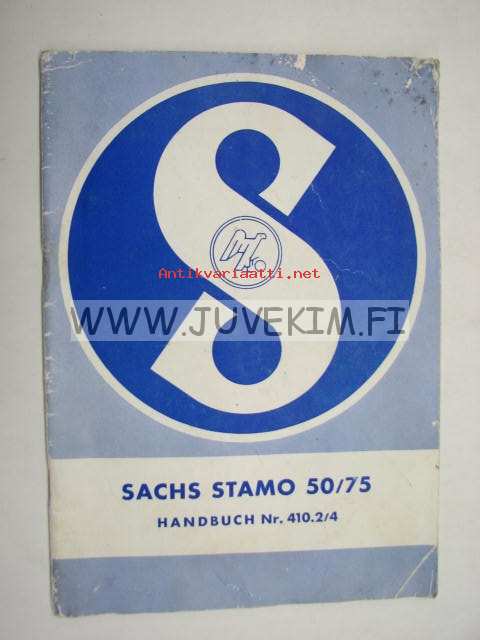 S
Antikvariaatti.net
WWW.JUVEKIM.FI
SACHS STAMO 50/75
HANDBUCH Nr. 410.2/4